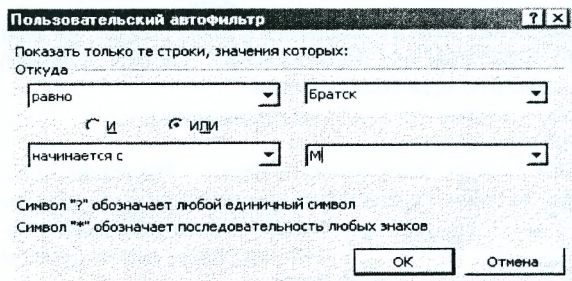 Пользовательский автофильтр ? ×
Показать только те строки, значения которых:
Откуда
равно Братск
И ИЛИ
начинается с М
Символ "?" обозначает любой единичный символ
Символ "*" обозначает последовательность любых знаков
ОК Отмена